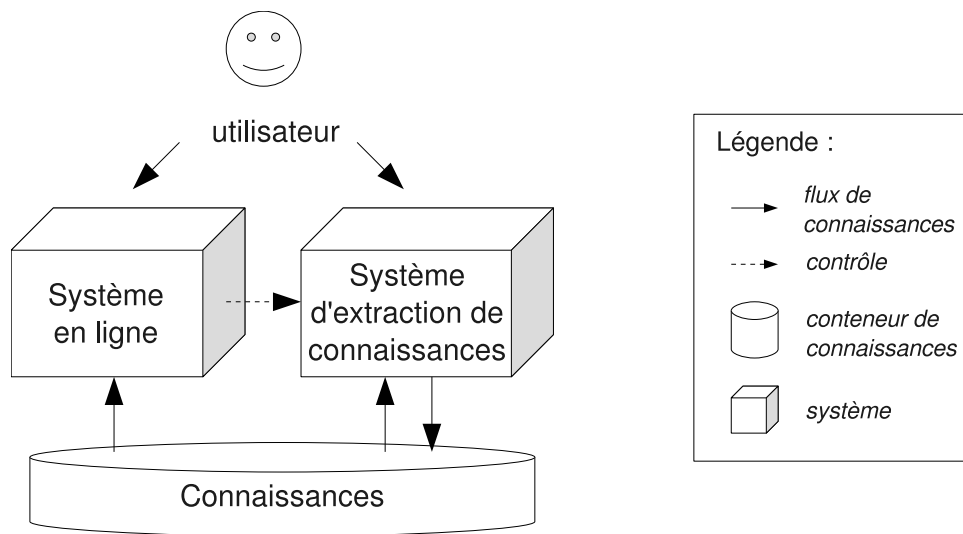 utilisateur
Système
en ligne
Système
d'extraction de
connaissances
Connaissances
Légende :
flux de
connaissances
contrôle
conteneur de
connaissances
système